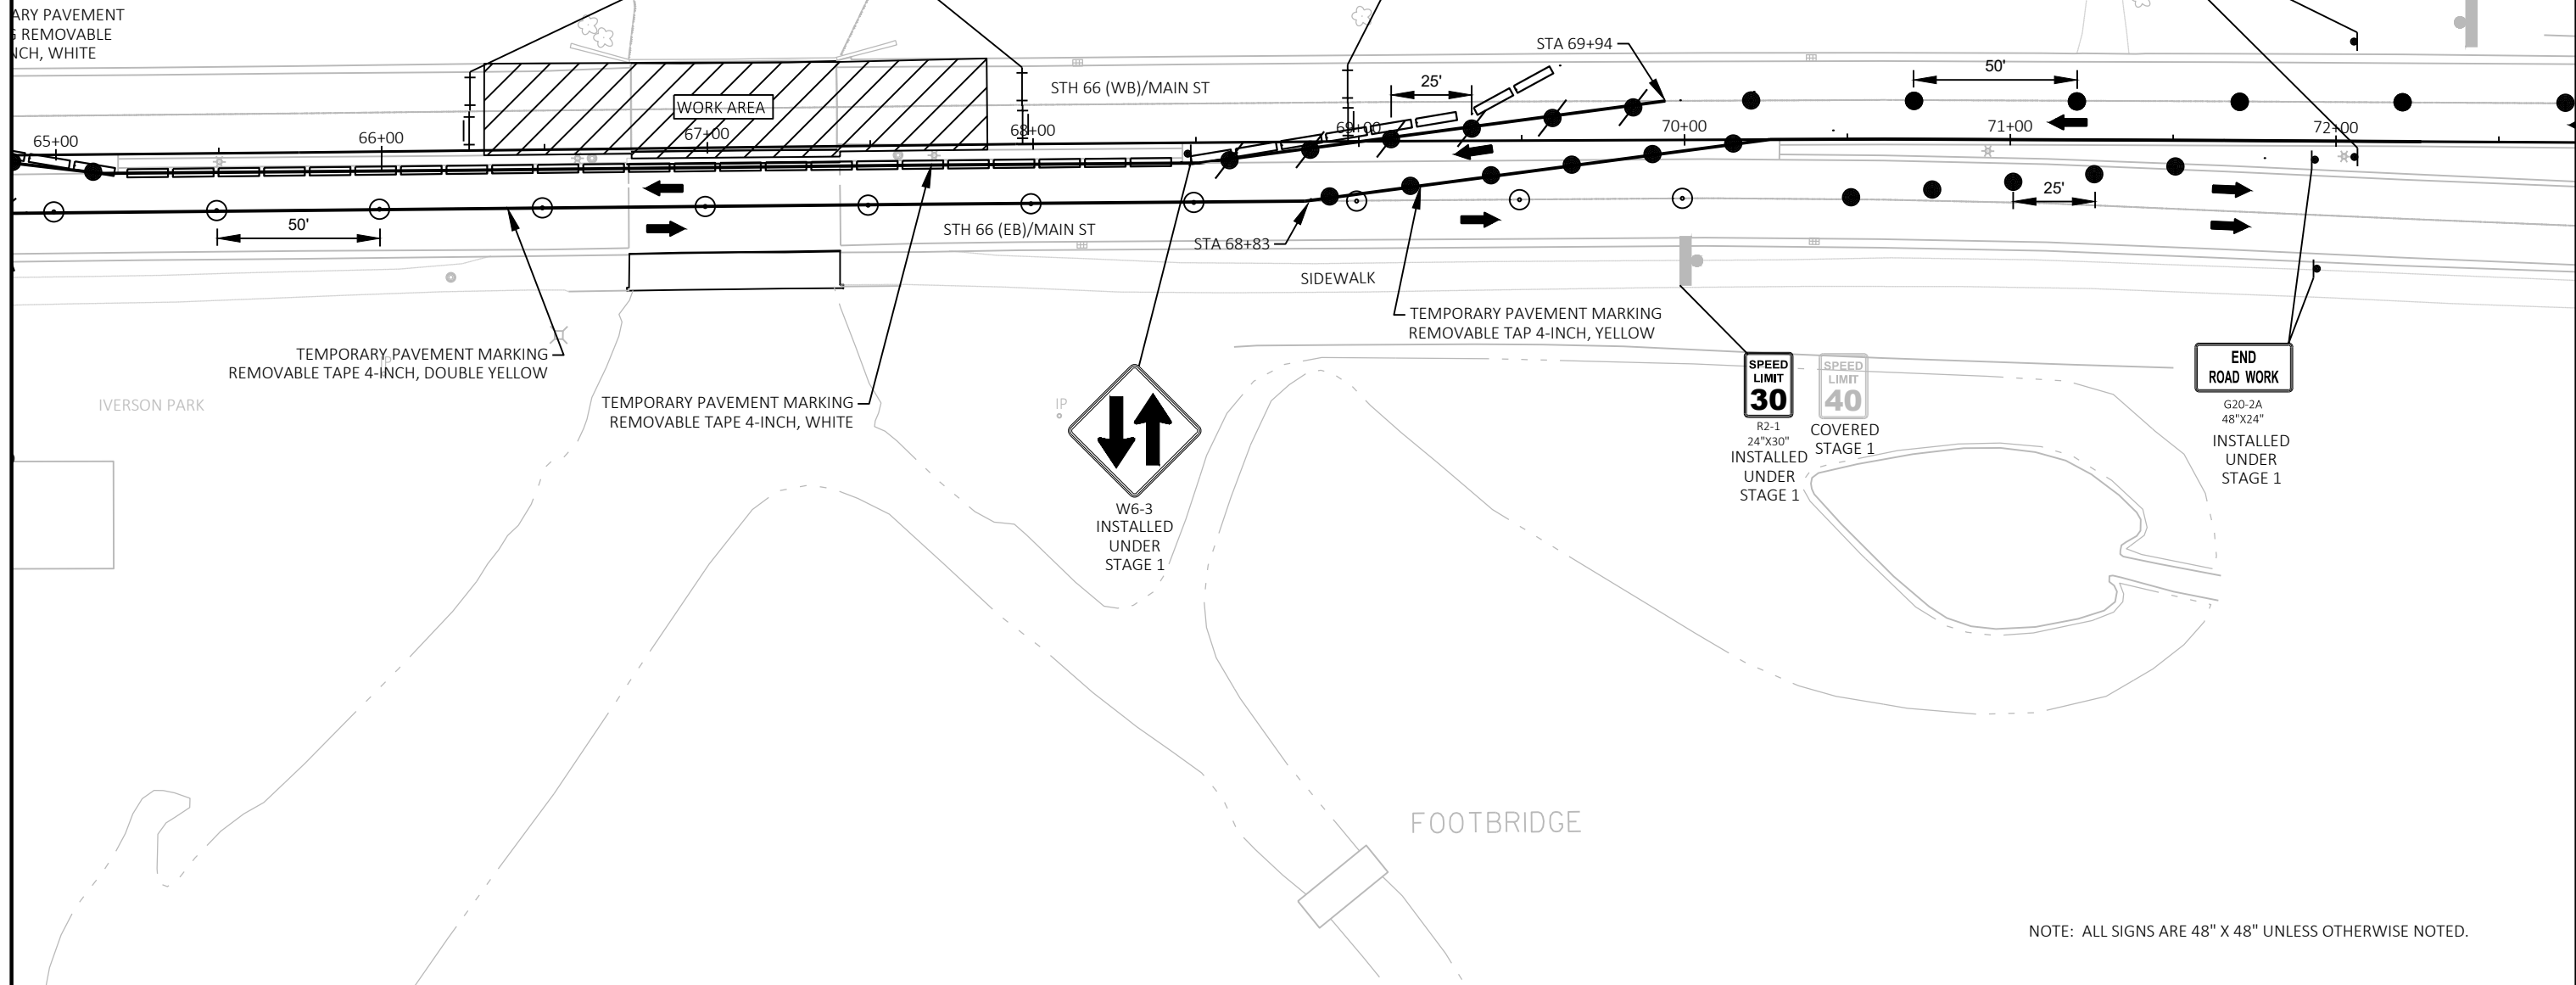 ARY PAVEMENT
G REMOVABLE
NCH, WHITE
STA 69+94
STH 66 (WB)/MAIN ST
25'
50'
WORK AREA
65+00
66+00
67+00
68+00
69+00
70+00
71+00
72+00
50'
STH 66 (EB)/MAIN ST
STA 68+83
25'
SIDEWALK
TEMPORARY PAVEMENT MARKING
REMOVABLE TAP 4-INCH, YELLOW
TEMPORARY PAVEMENT MARKING
REMOVABLE TAPE 4-INCH, DOUBLE YELLOW
IP
IVERSON PARK
TEMPORARY PAVEMENT MARKING
REMOVABLE TAPE 4-INCH, WHITE
IP
W6-3
INSTALLED
UNDER
STAGE 1
SPEED
LIMIT
30
R2-1
24"X30"
INSTALLED
UNDER
STAGE 1
SPEED
LIMIT
40
COVERED
STAGE 1
END
ROAD WORK
G20-2A
48"X24"
INSTALLED
UNDER
STAGE 1
FOOTBRIDGE
NOTE: ALL SIGNS ARE 48" X 48" UNLESS OTHERWISE NOTED.